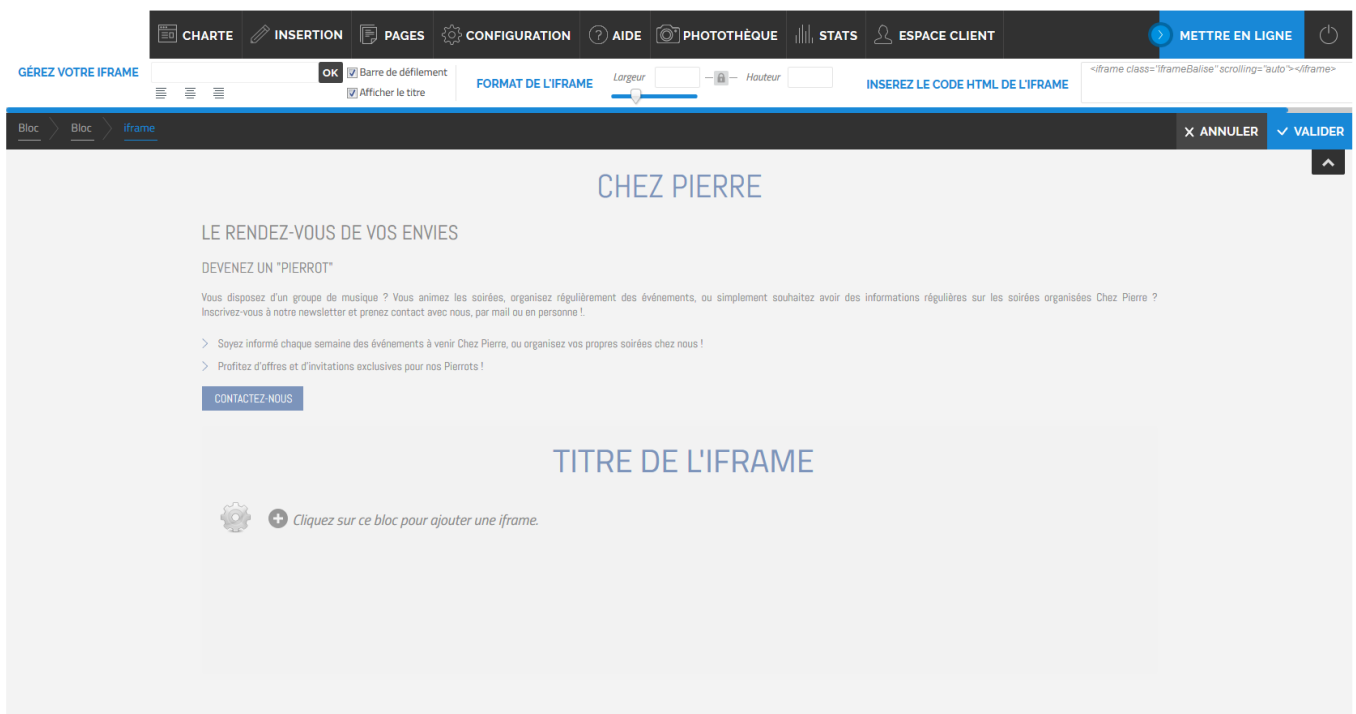 CHARTE INSERTION PAGES CONFIGURATION AIDE PHOTOTHÈQUE STATS ESPACE CLIENT METTRE EN LIGNE
GÉREZ VOTRE IFRAME OK Barre de défilement
Afficher le titre
FORMAT DE L'IFRAME Largeur Hauteur
INSEREZ LE CODE HTML DE L'IFRAME <iframe class="iframeBalise" scrolling="auto"></iframe>
Bloc Bloc iframe X ANNULER VALIDER
CHEZ PIERRE
LE RENDEZ-VOUS DE VOS ENVIES
DEVENEZ UN "PIERROT"
Vous disposez d'un groupe de musique ? Vous animez les soirées, organisez régulièrement des événements, ou simplement souhaitez avoir des informations régulières sur les soirées organisées Chez Pierre ?
Inscrivez-vous à notre newsletter et prenez contact avec nous, par mail ou en personne !.
Soyez informé chaque semaine des événements à venir Chez Pierre, ou organisez vos propres soirées chez nous !
Profitez d'offres et d'invitations exclusives pour nos Pierrots !
CONTACTEZ-NOUS
TITRE DE L'IFRAME
Cliquez sur ce bloc pour ajouter une iframe.